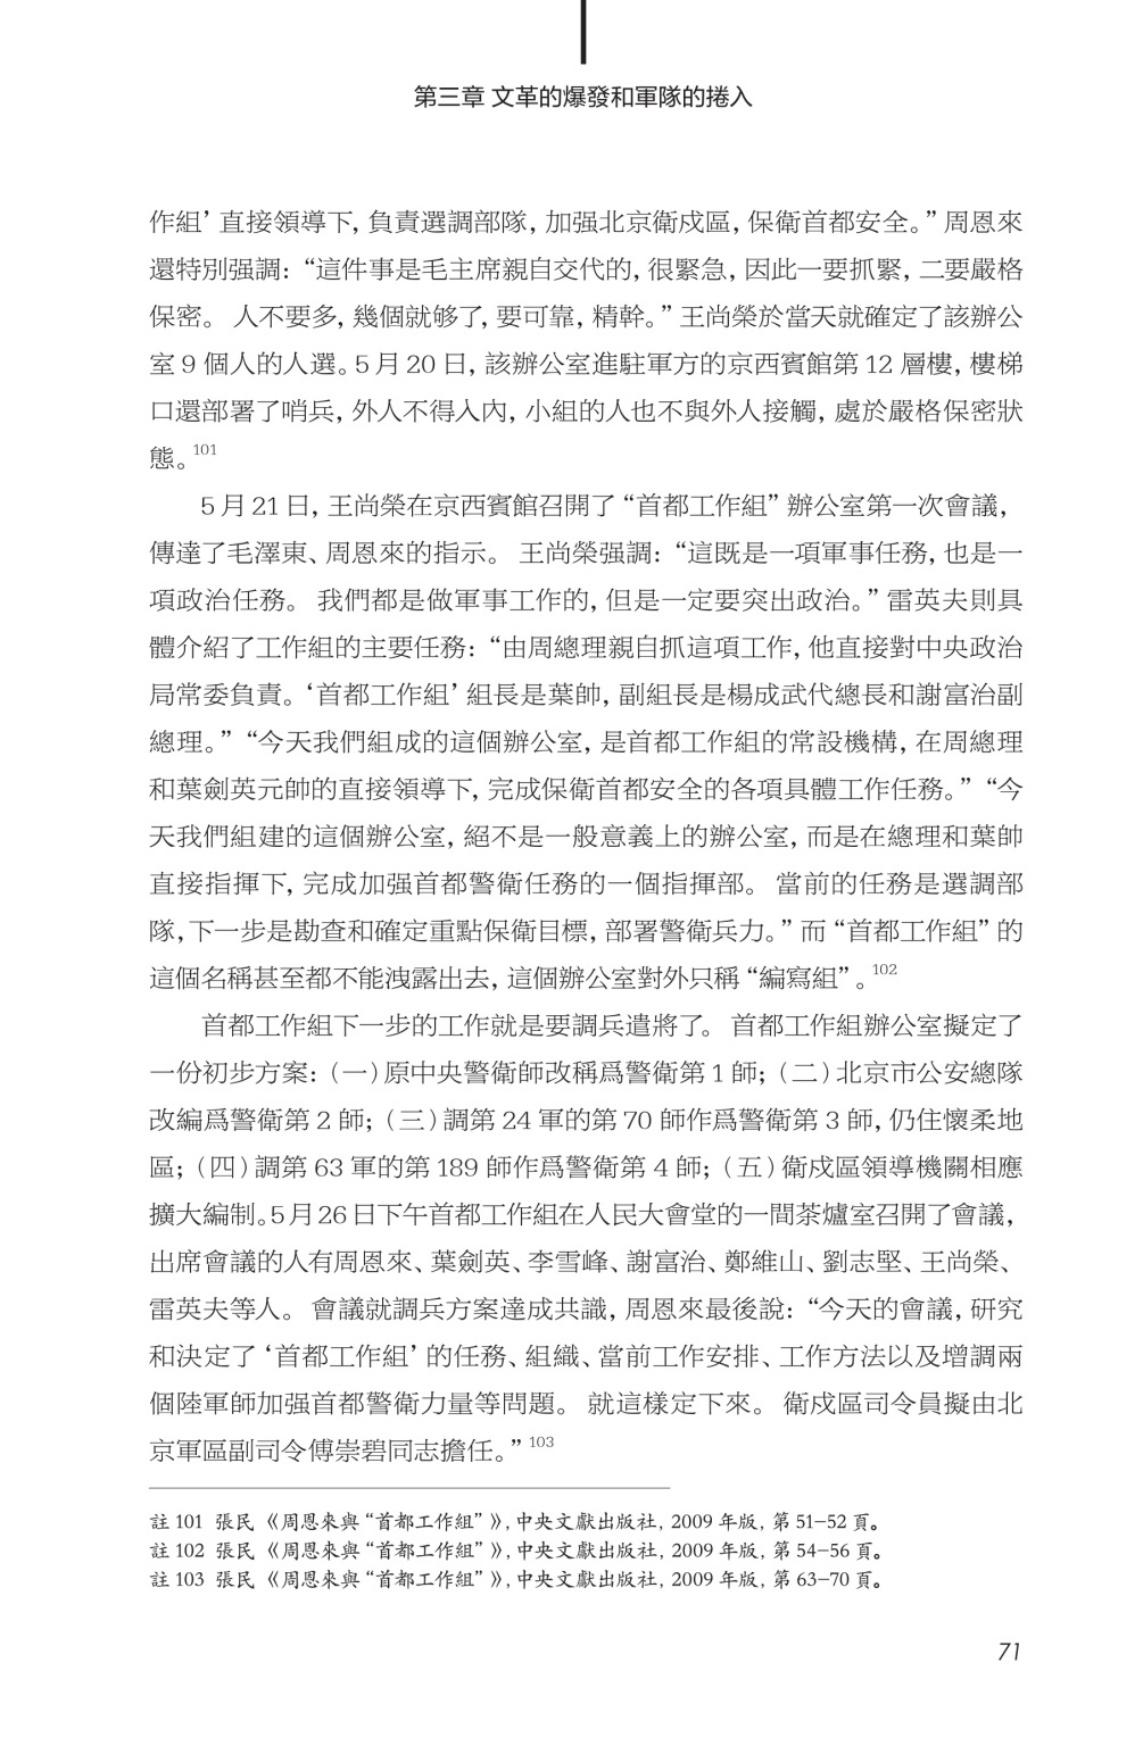 第三章 文革的爆發和軍隊的捲入
作組’直接領導下，負責選調部隊，加强北京衛戍區，保衛首都安全。”周恩來
還特別强調：“這件事是毛主席親自交代的，很緊急，因此一要抓緊，二要嚴格
保密。 人不要多，幾個就够了，要可靠，精幹。”王尚榮於當天就確定了該辦公
室 9 個人的人選。5 月 20 日，該辦公室進駐軍方的京西賓館第 12 層樓，樓梯
口還部署了哨兵，外人不得入內，小組的人也不與外人接觸，處於嚴格保密狀
態。101
5 月 21 日，王尚榮在京西賓館召開了“首都工作組”辦公室第一次會議，
傳達了毛澤東、周恩來的指示。 王尚榮强調：“這既是一項軍事任務，也是一
項政治任務。 我們都是做軍事工作的，但是一定要突出政治。”雷英夫則具
體介紹了工作組的主要任務：“由周總理親自抓這項工作，他直接對中央政治
局常委負責。‘首都工作組’組長是葉帥，副組長是楊成武代總長和謝富治副
總理。”“今天我們組成的這個辦公室，是首都工作組的常設機構，在周總理
和葉劍英元帥的直接領導下，完成保衛首都安全的各項具體工作任務。”“今
天我們組建的這個辦公室，絕不是一般意義上的辦公室，而是在總理和葉帥
直接指揮下，完成加强首都警衛任務的一個指揮部。 當前的任務是選調部
隊，下一步是勘查和確定重點保衛目標，部署警衛兵力。”而“首都工作組”的
這個名稱甚至都不能洩露出去，這個辦公室對外只稱“編寫組”。102
首都工作組下一步的工作就是要調兵遣將了。 首都工作組辦公室擬定了
一份初步方案：（一）原中央警衛師改稱爲警衛第 1 師；（二）北京市公安總隊
改編爲警衛第 2 師；（三）調第 24 軍的第 70 師作爲警衛第 3 師，仍住懷柔地
區；（四）調第 63 軍的第 189 師作爲警衛第 4 師；（五）衛戍區領導機關相應
擴大編制。5 月 26 日下午首都工作組在人民大會堂的一間茶爐室召開了會議，
出席會議的人有周恩來、葉劍英、李雪峰、謝富治、鄭維山、劉志堅、王尚榮、
雷英夫等人。 會議就調兵方案達成共識，周恩來最後說：“今天的會議，研究
和決定了‘首都工作組’的任務、組織、當前工作安排、工作方法以及增調兩
個陸軍師加强首都警衛力量等問題。 就這樣定下來。 衛戍區司令員擬由北
京軍區副司令傅崇碧同志擔任。”103
註 101 張民《周恩來與“首都工作組”》，中央文獻出版社，2009 年版，第 51–52 頁。
註 102 張民《周恩來與“首都工作組”》，中央文獻出版社，2009 年版，第 54–56 頁。
註 103 張民《周恩來與“首都工作組”》，中央文獻出版社，2009 年版，第 63–70 頁。
71